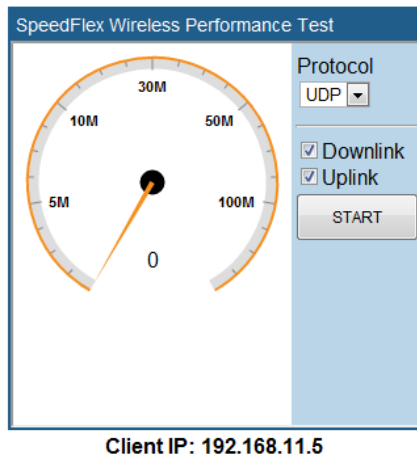 SpeedFlex Wireless Performance Test
Protocol
UDP
30M
10M
50M
5M
100M
0
Downlink
Uplink
START
Client IP: 192.168.11.5